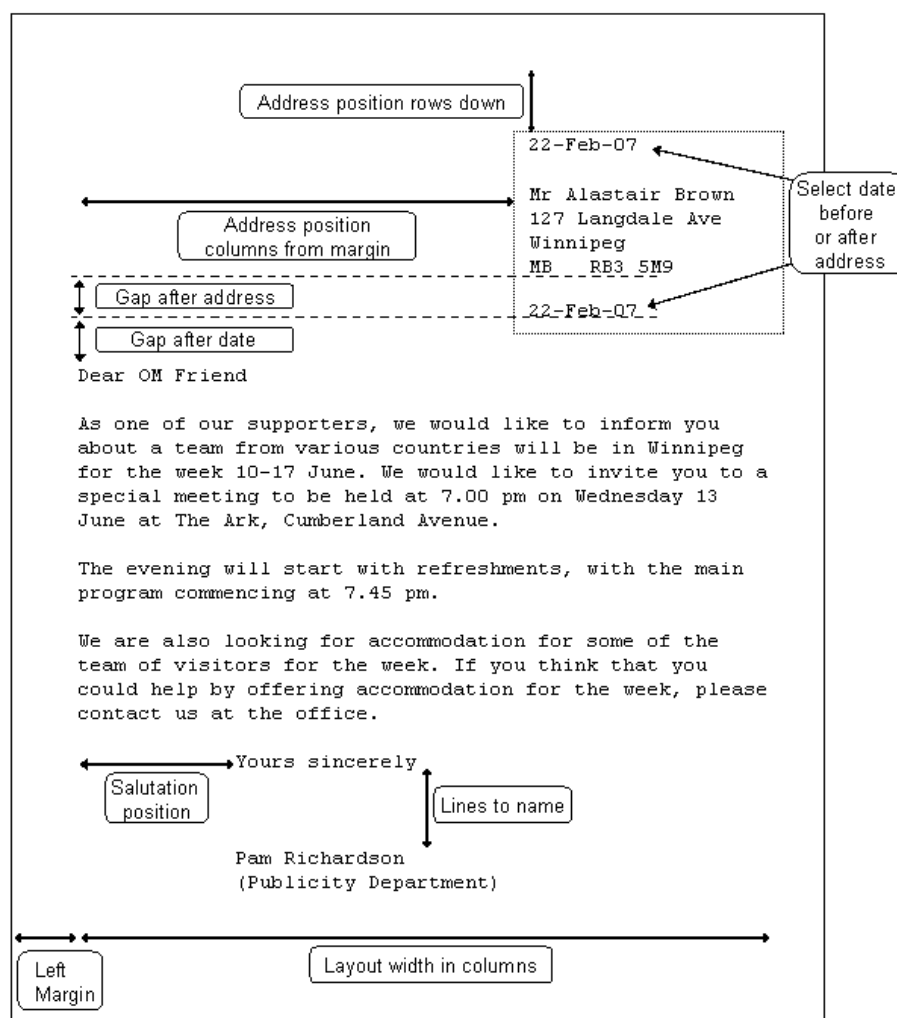 Address position rows down
22-Feb-07
Select date
before
or after
address
Mr Alastair Brown
127 Langdale Ave
Winnipeg
MB RB3 5M9
Address position
columns from margin
Gap after address
22-Feb-07
Gap after date
Dear OM Friend
As one of our supporters, we would like to inform you
about a team from various countries will be in Winnipeg
for the week 10-17 June. We would like to invite you to a
special meeting to be held at 7.00 pm on Wednesday 13
June at The Ark, Cumberland Avenue.
The evening will start with refreshments, with the main
program commencing at 7.45 pm.
We are also looking for accommodation for some of the
team of visitors for the week. If you think that you
could help by offering accommodation for the week, please
contact us at the office.
Yours sincerely
Salutation
position
Lines to name
Pam Richardson
(Publicity Department)
Left
Margin
Layout width in columns